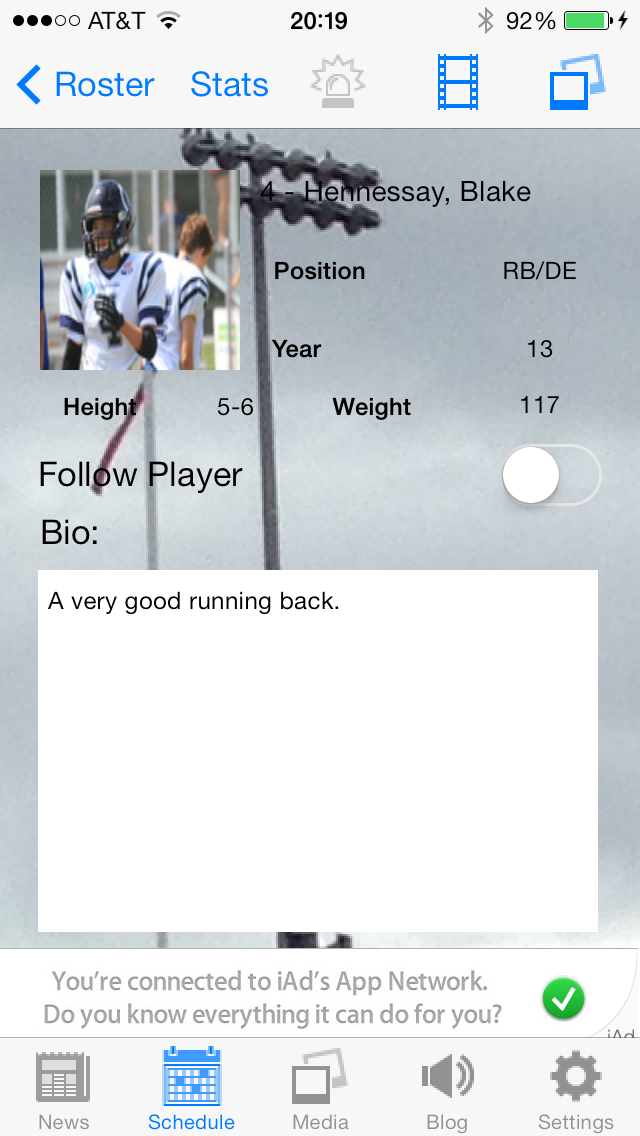 AT&T 20:19 92%
Roster Stats
4 - Hennessay, Blake
Position RB/DE
Year 13
Height 5-6 Weight 117
Follow Player
Bio:
A very good running back.
You're connected to iAd's App Network.
Do you know everything it can do for you?
iAd
News Schedule Media Blog Settings